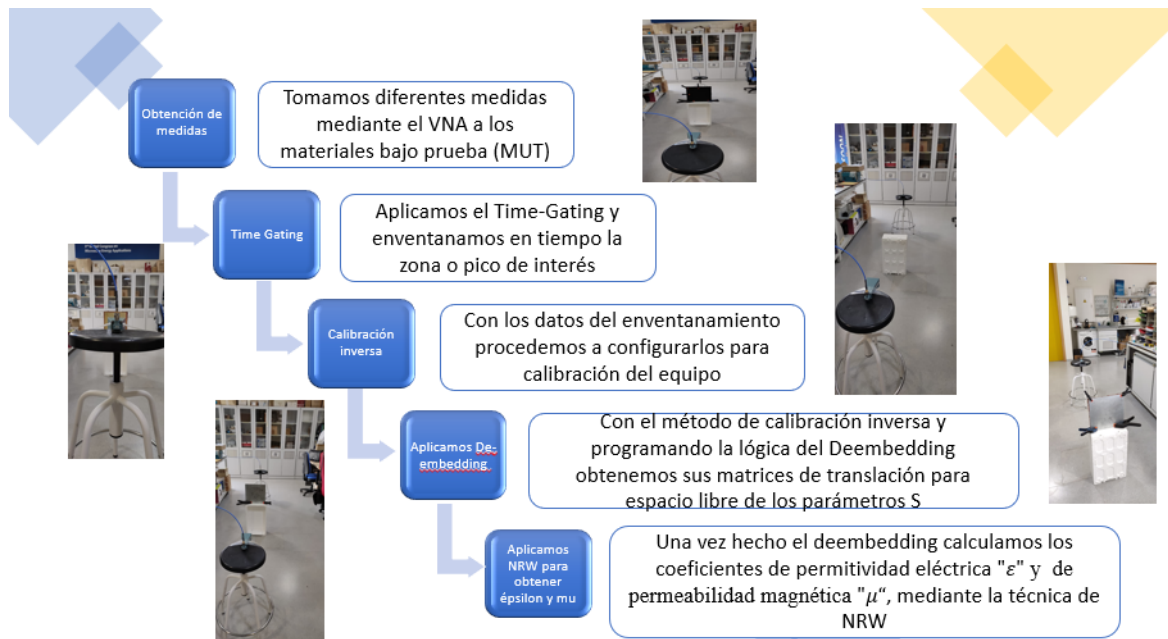 Obtención de
medidas
Tomamos diferentes medidas
mediante el VNA a los
materiales bajo prueba (MUT)
Time Gating
Aplicamos el Time-Gating y
enventanamos en tiempo la
zona o pico de interés
Calibración
inversa
Con los datos del enventanamiento
procedemos a configurarlos para
calibración del equipo
Aplicamos De-
embedding
Con el método de calibración inversa y
programando la lógica del Deembedding
obtenemos sus matrices de translación para
espacio libre de los parámetros S
Aplicamos
NRW para
obtener
épsilon y mu
Una vez hecho el deembedding calculamos los
coeficientes de permitividad eléctrica "ε" y de
permeabilidad magnética "μ“, mediante la técnica de
NRW